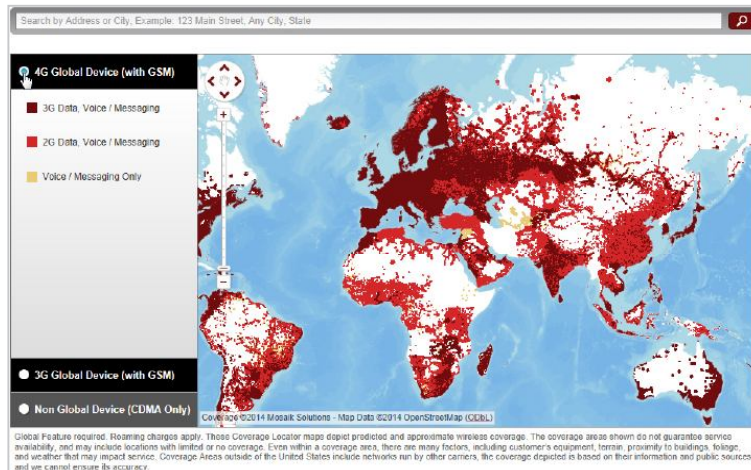 Search by Address or City, Example: 123 Main Street, Any City, State
4G Global Device (with GSM)
3G Data, Voice / Messaging
2G Data, Voice / Messaging
Voice / Messaging Only
3G Global Device (with GSM)
Non Global Device (CDMA Only)
Coverage ©2014 Mosaik Solutions - Map Data ©2014 OpenStreetMap (ODbL)
Global Feature required. Roaming charges apply. These Coverage Locator maps depict predicted and approximate wireless coverage. The coverage areas shown do not guarantee service
availability, and may include locations with limited or no coverage. Even within a coverage area, there are many factors, including customer's equipment, terrain, proximity to buildings, foliage,
and weather that may impact service. Coverage Areas outside of the United States include networks run by other carriers, the coverage depicted is based on their information and public sources
and we cannot ensure its accuracy.